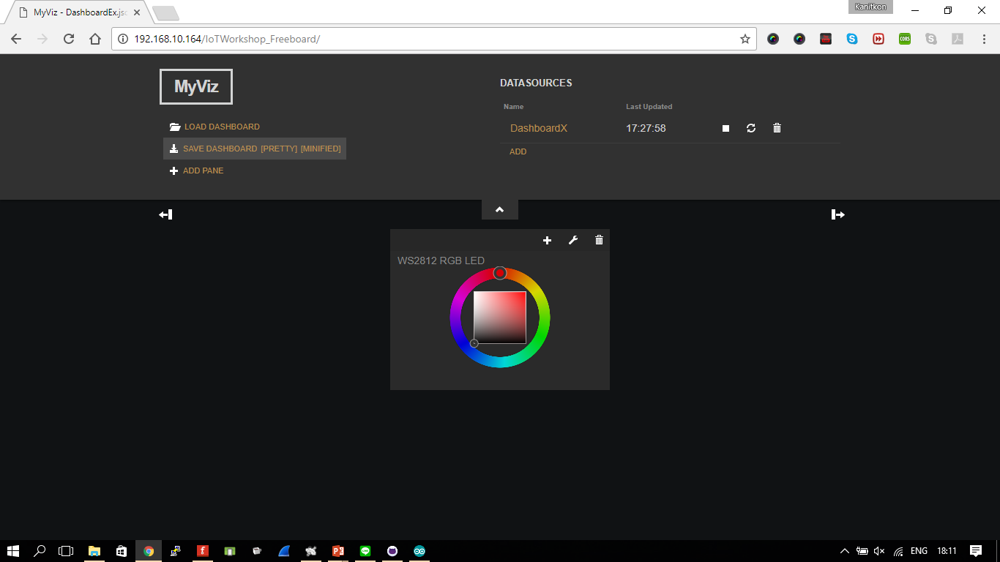 MyViz - DashboardEx.jsc
Kanitkon
192.168.10.164/IoTWorkshop_Freeboard/
MyViz
LOAD DASHBOARD
SAVE DASHBOARD [PRETTY] [MINIFIED]
ADD PANE
DATASOURCES
Name Last Updated
DashboardX 17:27:58
ADD
WS2812 RGB LED
ENG 18:11